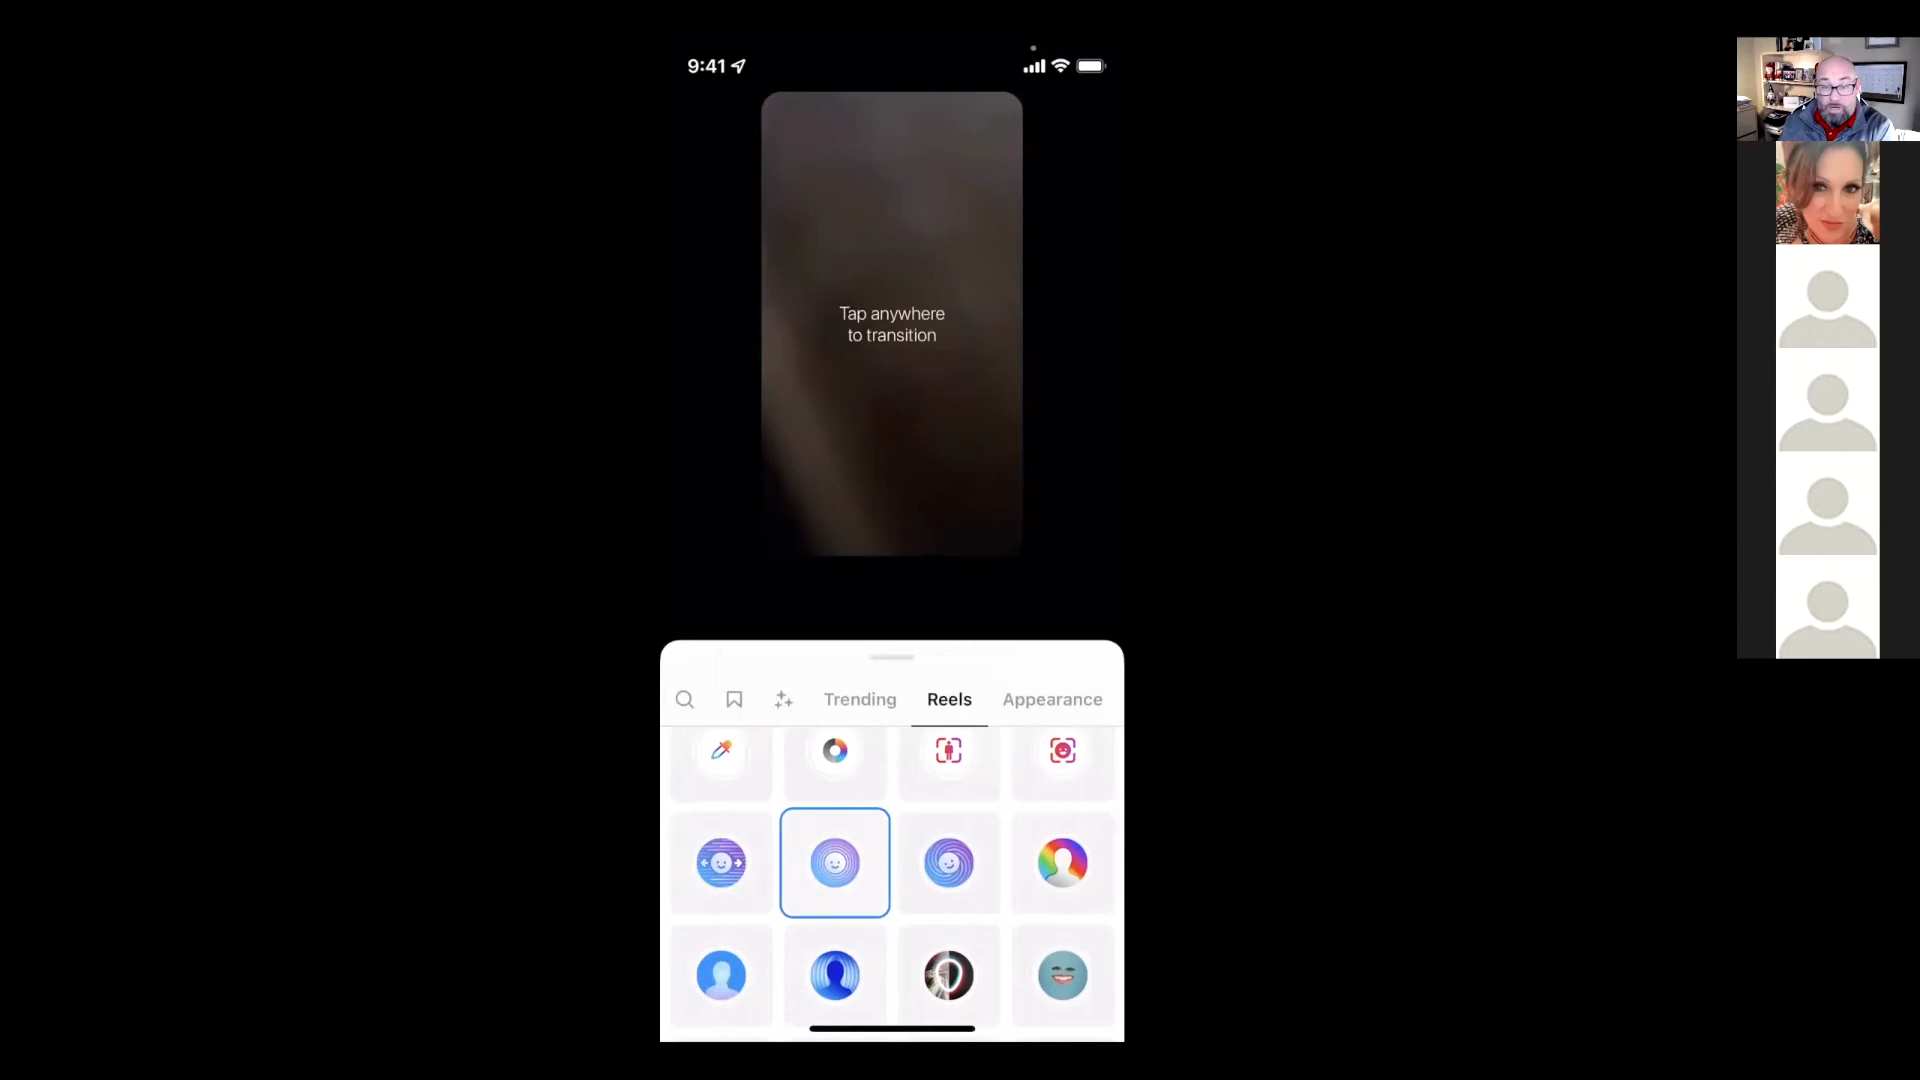 9:41
Tap anywhere
to transition
Trending
Reels
Appearance